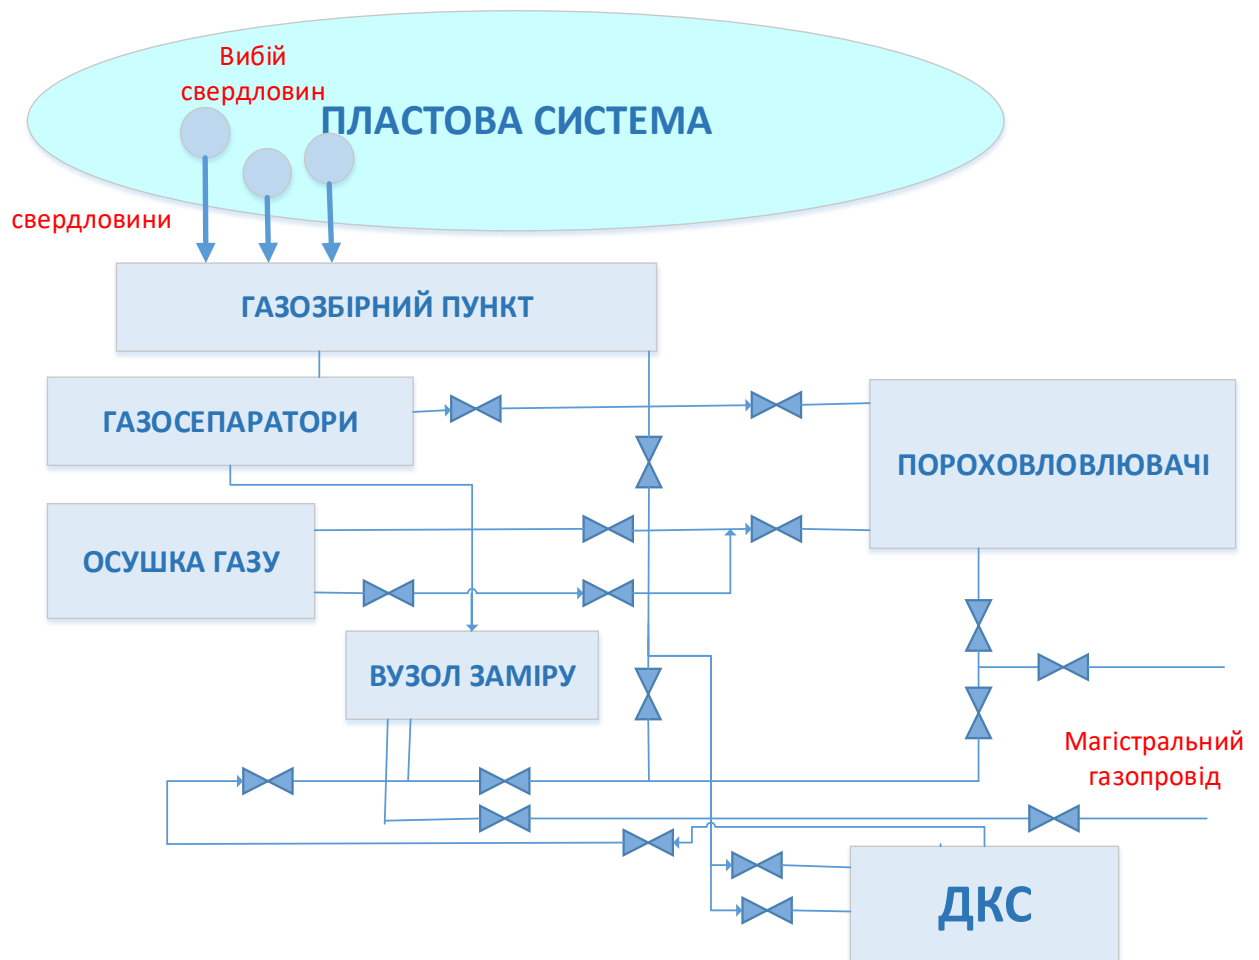 Вибій
свердловин
ПЛАСТОВА СИСТЕМА
свердловини
ГАЗОЗБІРНИЙ ПУНКТ
ГАЗОСЕПАРАТОРИ
ПОРОХОВЛОВЛЮВАЧІ
ОСУШКА ГАЗУ
ВУЗОЛ ЗАМІРУ
Магістральний
газопровід
ДКС